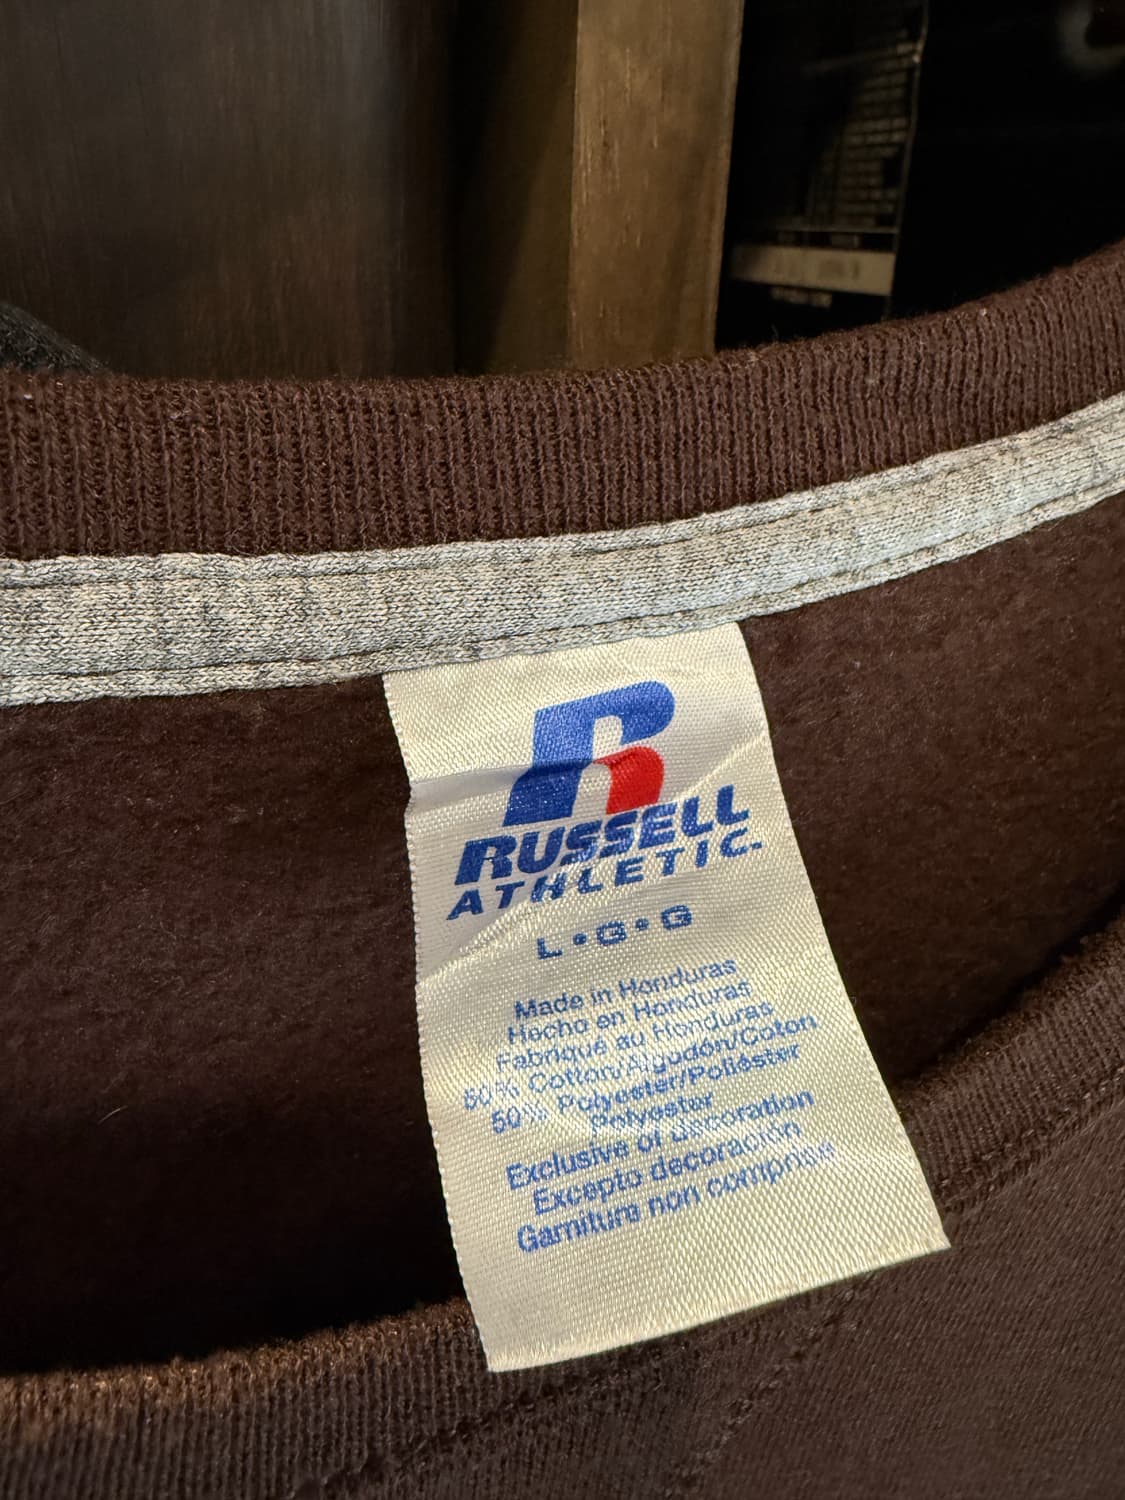 R
RUSSELL
ATHLETIC.
L•G•G
Made in Honduras
Hecho en Honduras
Fabriqué au Honduras
50% Cotton/Algodón/Coton
50% Polyester/Poliéster
Polyester
Exclusive of decoration
Excepto decoración
Garniture non comprise